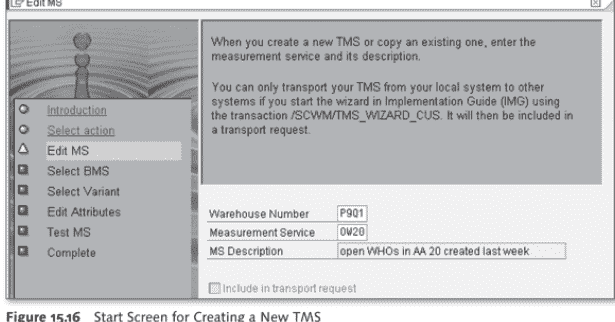 Edit MS
When you create a new TMS or copy an existing one, enter the
measurement service and its description.
You can only transport your TMS from your local system to other
systems if you start the wizard in Implementation Guide (IMG) using
the transaction /SCWM/TMS_WIZARD_CUS. It will then be included in
a transport request.
Introduction
Select action
Edit MS
Select BMS
Select Variant
Edit Attributes
Test MS
Complete
Warehouse Number P9Q1
Measurement Service OW20
MS Description open WHOs in AA 20 created last week
Include in transport request
Figure 15.16 Start Screen for Creating a New TMS